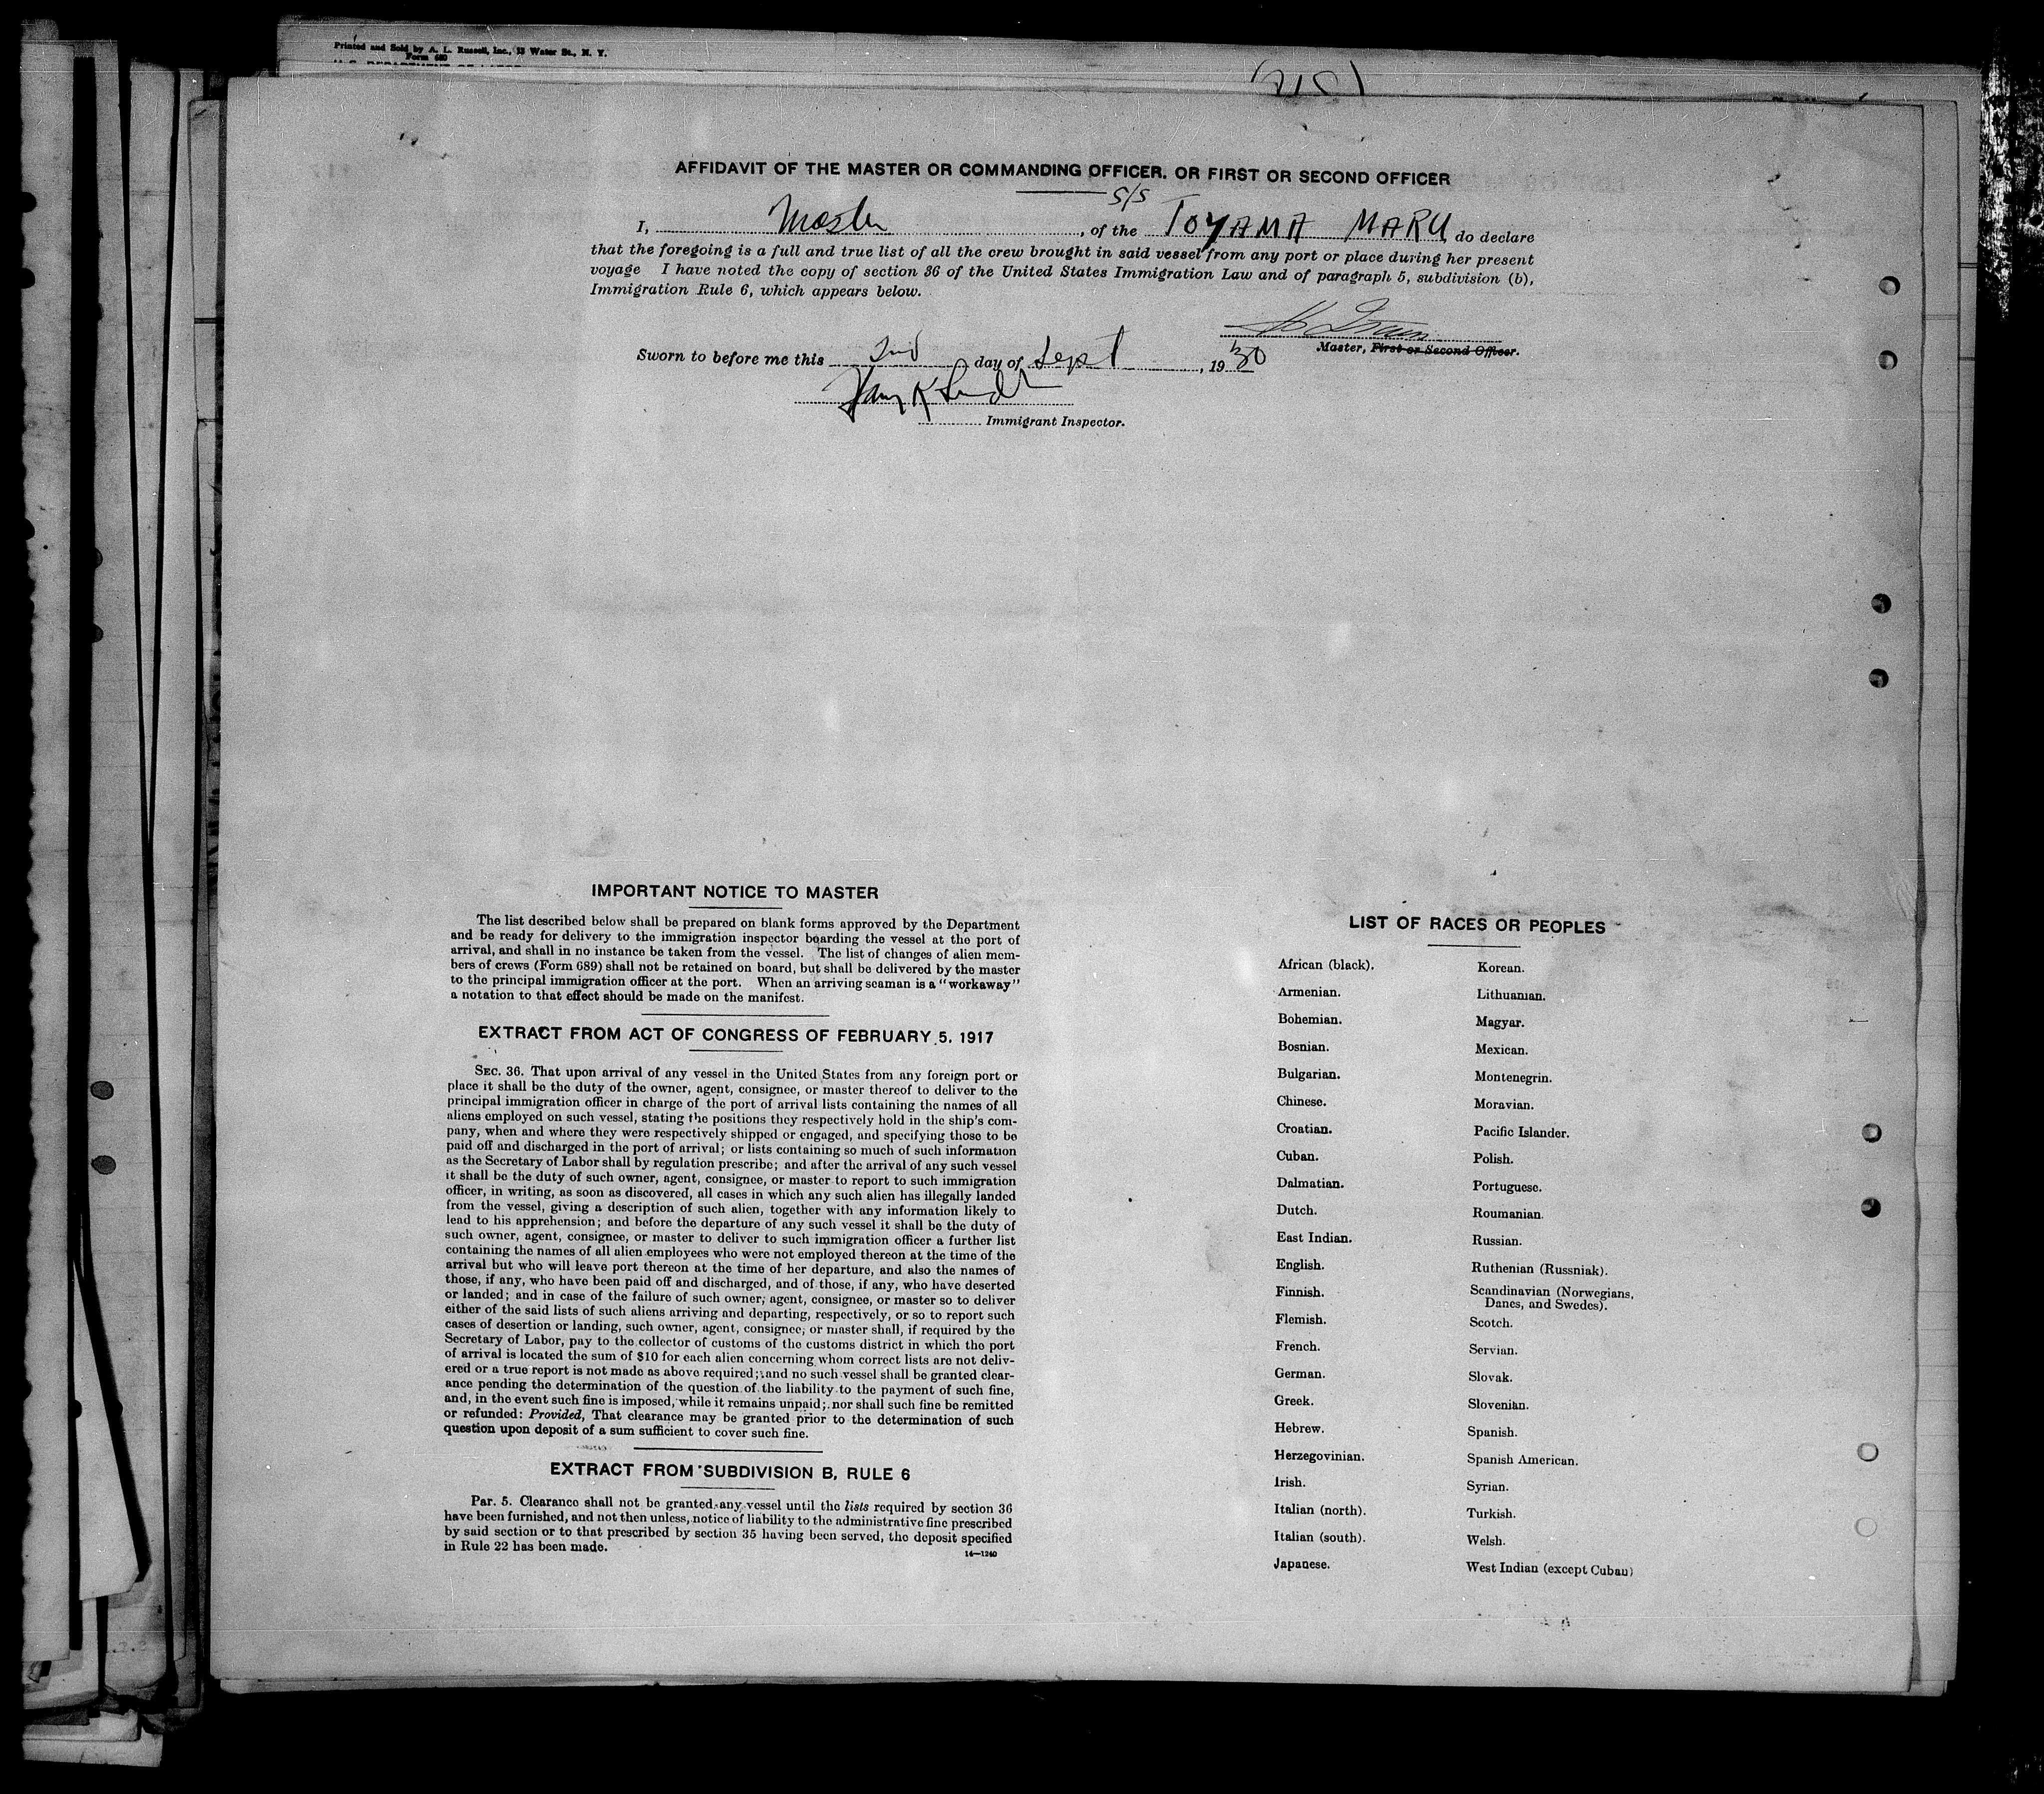 Printed and Sold by A. L. Russell, Inc., 13 Water St., N. Y.
Form 680
AFFIDAVIT OF THE MASTER OR COMMANDING OFFICER, OR FIRST OR SECOND OFFICER
S/S
I, Master, of the TOYAMA MARU, do declare
that the foregoing is a full and true list of all the crew brought in said vessel from any port or place during her present
voyage I have noted the copy of section 36 of the United States Immigration Law and of paragraph 5, subdivision (b),
Immigration Rule 6, which appears below.
Master, First or Second Officer.
Sworn to before me this 2nd day of Sept, 1930
Immigrant Inspector.
IMPORTANT NOTICE TO MASTER
The list described below shall be prepared on blank forms approved by the Department
and be ready for delivery to the immigration inspector boarding the vessel at the port of
arrival, and shall in no instance be taken from the vessel. The list of changes of alien mem-
bers of crews (Form 689) shall not be retained on board, but shall be delivered by the master
to the principal immigration officer at the port. When an arriving seaman is a "workaway"
a notation to that effect should be made on the manifest.
EXTRACT FROM ACT OF CONGRESS OF FEBRUARY 5, 1917
SEC. 36. That upon arrival of any vessel in the United States from any foreign port or
place it shall be the duty of the owner, agent, consignee, or master thereof to deliver to the
principal immigration officer in charge of the port of arrival lists containing the names of all
aliens employed on such vessel, stating the positions they respectively hold in the ship's com-
pany, when and where they were respectively shipped or engaged, and specifying those to be
paid off and discharged in the port of arrival; or lists containing so much of such information
as the Secretary of Labor shall by regulation prescribe; and after the arrival of any such vessel
it shall be the duty of such owner, agent, consignee, or master to report to such immigration
officer, in writing, as soon as discovered, all cases in which any such alien has illegally landed
from the vessel, giving a description of such alien, together with any information likely to
lead to his apprehension; and before the departure of any such vessel it shall be the duty of
such owner, agent, consignee, or master to deliver to such immigration officer a further list
containing the names of all alien employees who were not employed thereon at the time of the
arrival but who will leave port thereon at the time of her departure, and also the names of
those, if any, who have been paid off and discharged, and of those, if any, who have deserted
or landed; and in case of the failure of such owner, agent, consignee, or master so to deliver
either of the said lists of such aliens arriving and departing, respectively, or so to report such
cases of desertion or landing, such owner, agent, consignee, or master shall, if required by the
Secretary of Labor, pay to the collector of customs of the customs district in which the port
of arrival is located the sum of $10 for each alien concerning whom correct lists are not deliv-
ered or a true report is not made as above required; and no such vessel shall be granted clear-
ance pending the determination of the question of the liability to the payment of such fine,
and, in the event such fine is imposed, while it remains unpaid; nor shall such fine be remitted
or refunded: Provided, That clearance may be granted prior to the determination of such
question upon deposit of a sum sufficient to cover such fine.
EXTRACT FROM SUBDIVISION B, RULE 6
Par. 5. Clearance shall not be granted any vessel until the lists required by section 36
have been furnished, and not then unless, notice of liability to the administrative fine prescribed
by said section or to that prescribed by section 35 having been served, the deposit specified
in Rule 22 has been made.
14—1240
LIST OF RACES OR PEOPLES
African (black).
Armenian.
Bohemian.
Bosnian.
Bulgarian.
Chinese.
Croatian.
Cuban.
Dalmatian.
Dutch.
East Indian.
English.
Finnish.
Flemish.
French.
German.
Greek.
Hebrew.
Herzegovinian.
Irish.
Italian (north).
Italian (south).
Japanese.
Korean.
Lithuanian.
Magyar.
Mexican.
Montenegrin.
Moravian.
Pacific Islander.
Polish.
Portuguese.
Roumanian.
Russian.
Ruthenian (Russniak).
Scandinavian (Norwegians,
Danes, and Swedes).
Scotch.
Servian.
Slovak.
Slovenian.
Spanish.
Spanish American.
Syrian.
Turkish.
Welsh.
West Indian (except Cuban)